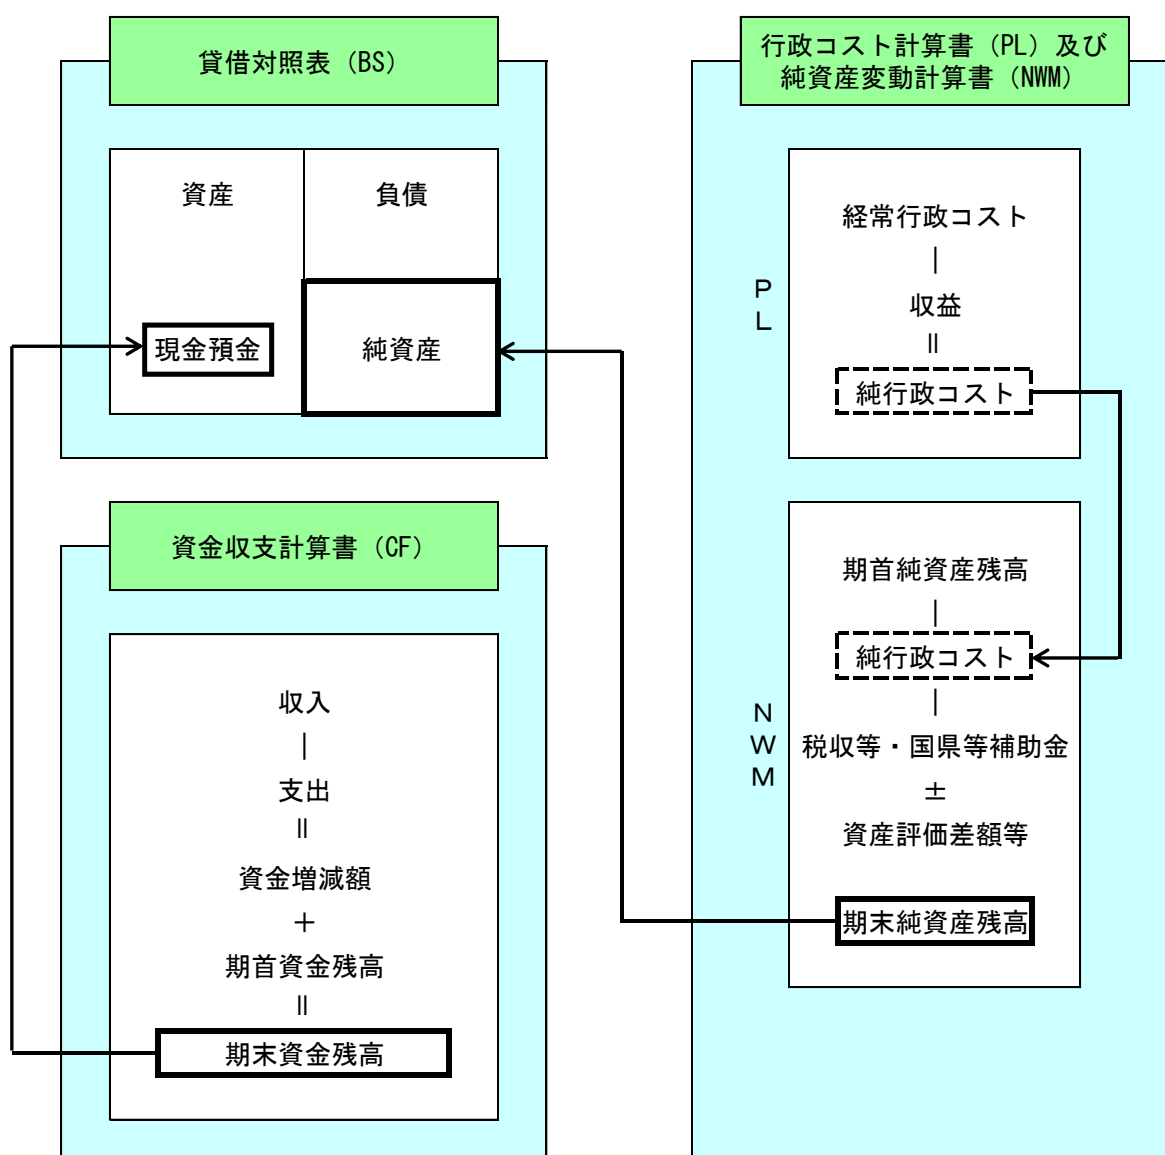 貸借対照表（BS）
資産
負債
現金預金
純資産
資金収支計算書（CF）
収入
｜
支出
॥
資金増減額
＋
期首資金残高
॥
期末資金残高
行政コスト計算書（PL）及び
純資産変動計算書（NWM）
P
L
経常行政コスト
｜
収益
॥
純行政コスト
N
W
M
期首純資産残高
｜
純行政コスト
｜
税収等・国県等補助金
±
資産評価差額等
期末純資産残高